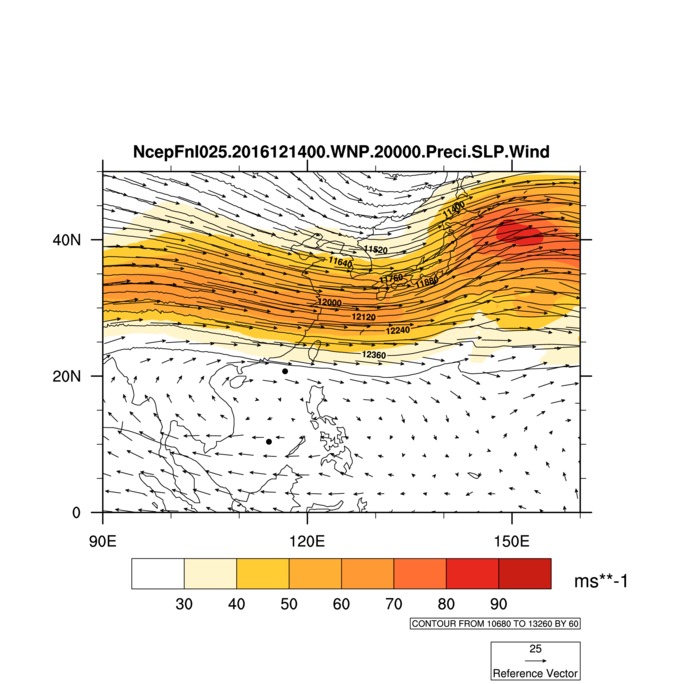 NcepFnl025.2016121400.WNP.20000.Preci.SLP.Wind
40N
20N
0
90E
120E
150E
11400
11520
11640
11760
11880
12000
12120
12240
12360
ms**-1
30 40 50 60 70 80 90
CONTOUR FROM 10680 TO 13260 BY 60
25
Reference Vector